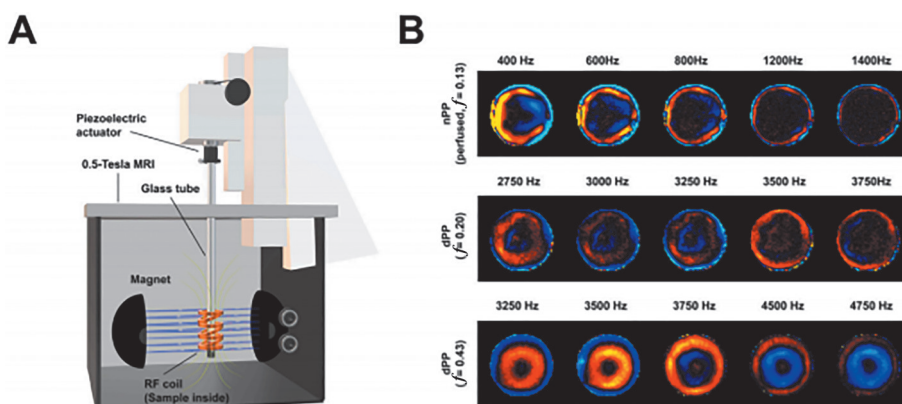 A
Piezoelectric
actuator
0.5-Tesla MRI
Glass tube
Magnet
RF coil
(Sample inside)
B
400 Hz 600Hz 800Hz 1200 Hz 1400Hz
nPP
(perfused, f = 0.13)
2750 Hz 3000 Hz 3250 Hz 3500 Hz 3750Hz
dPP
(f = 0.20)
3250 Hz 3500 Hz 3750 Hz 4500 Hz 4750 Hz
dPP
(f = 0.43)